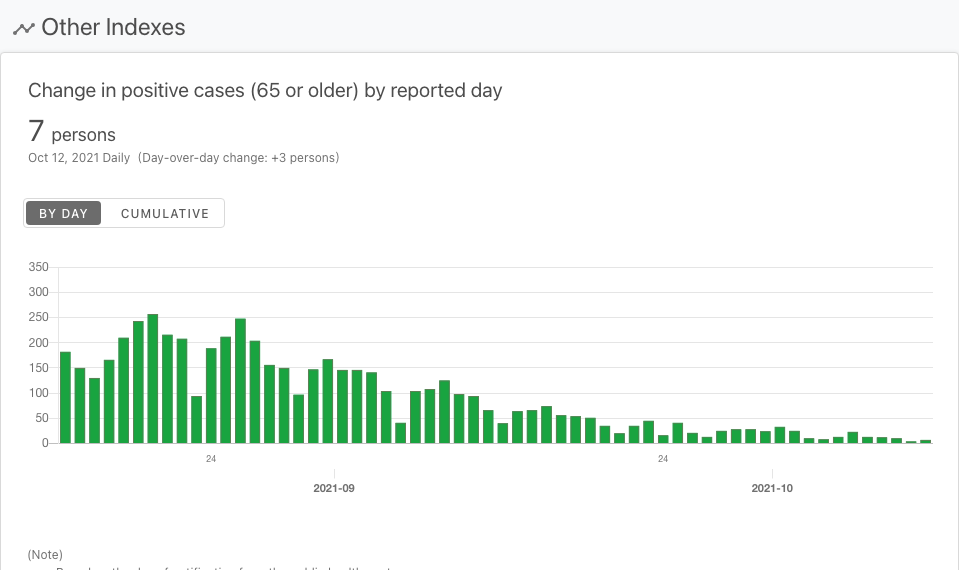 Other Indexes
Change in positive cases (65 or older) by reported day
7 persons
Oct 12, 2021 Daily (Day-over-day change: +3 persons)
BY DAY CUMULATIVE
350
300
250
200
150
100
50
0
24 24
2021-09 2021-10
(Note)